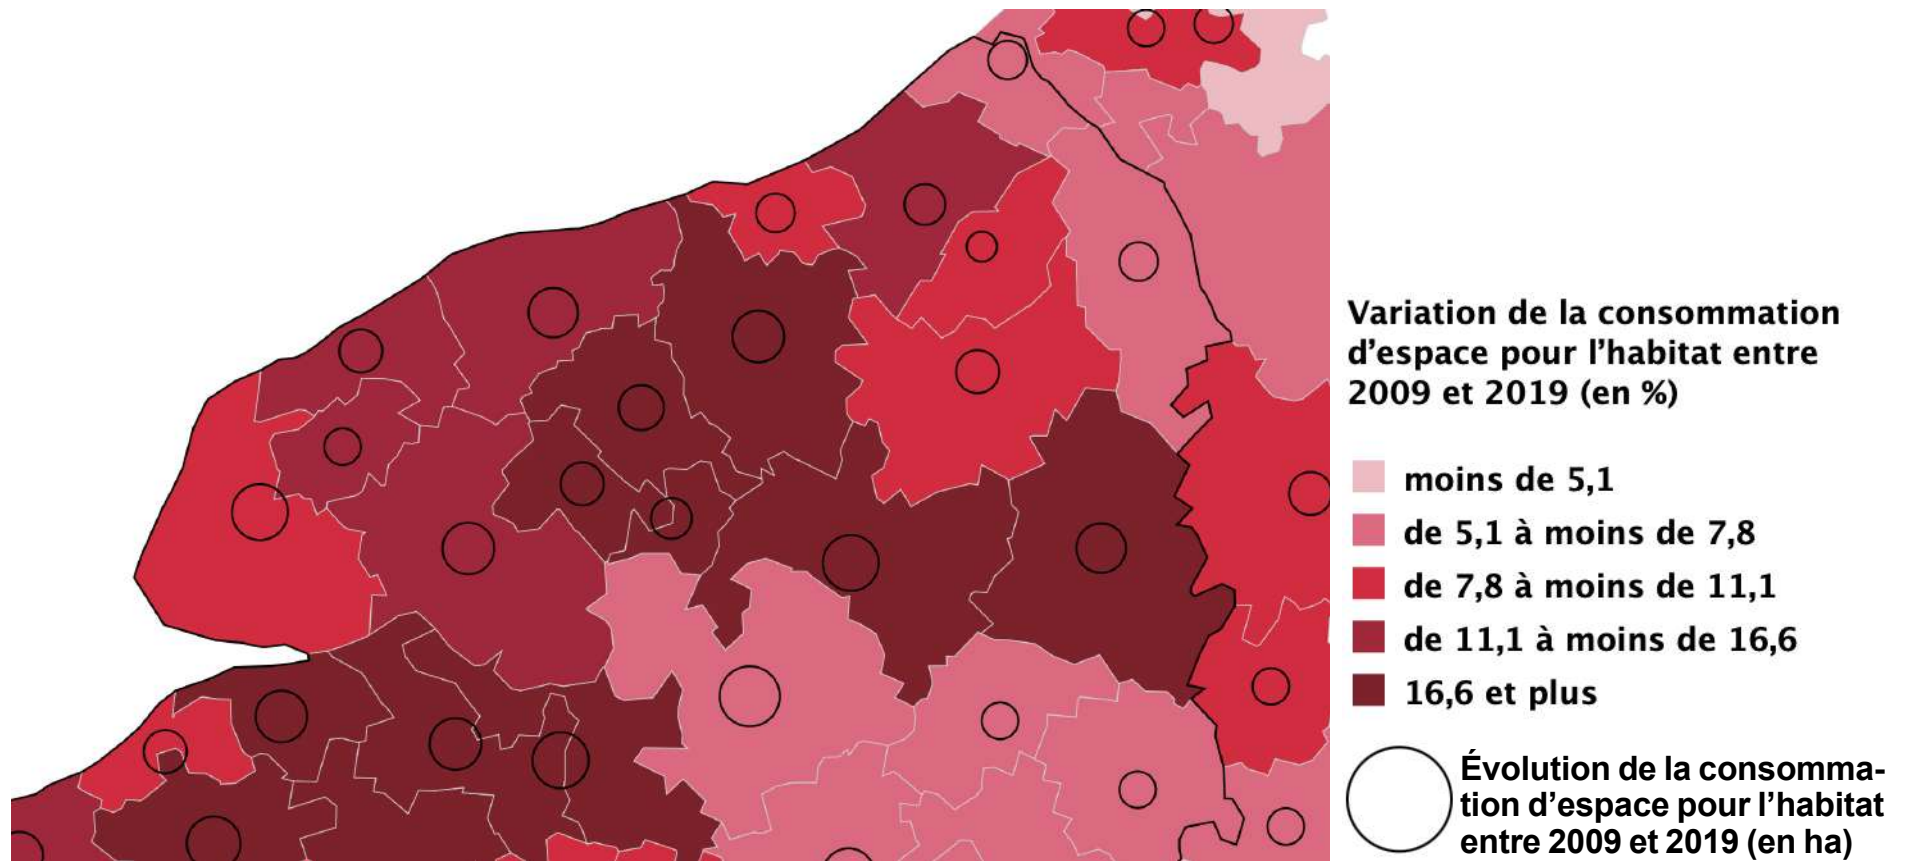 Variation de la consommation
d’espace pour l’habitat entre
2009 et 2019 (en %)
moins de 5,1
de 5,1 à moins de 7,8
de 7,8 à moins de 11,1
de 11,1 à moins de 16,6
16,6 et plus
Évolution de la consomma-
tion d’espace pour l’habitat
entre 2009 et 2019 (en ha)